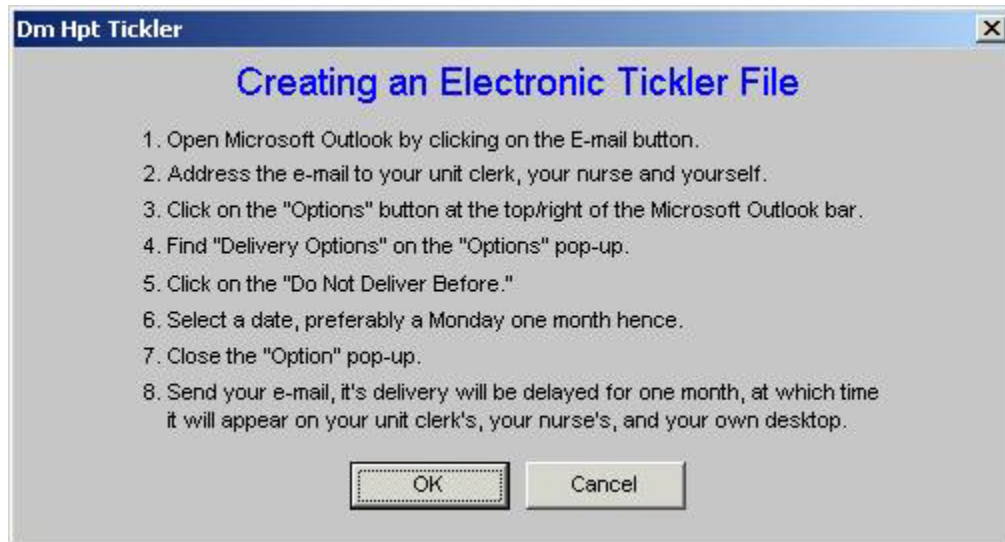 Dm Hpt Tickler
Creating an Electronic Tickler File
1. Open Microsoft Outlook by clicking on the E-mail button.
2. Address the e-mail to your unit clerk, your nurse and yourself.
3. Click on the "Options" button at the top/right of the Microsoft Outlook bar.
4. Find "Delivery Options" on the "Options" pop-up.
5. Click on the "Do Not Deliver Before."
6. Select a date, preferably a Monday one month hence.
7. Close the "Option" pop-up.
8. Send your e-mail, it's delivery will be delayed for one month, at which time
it will appear on your unit clerk's, your nurse's, and your own desktop.
OK Cancel